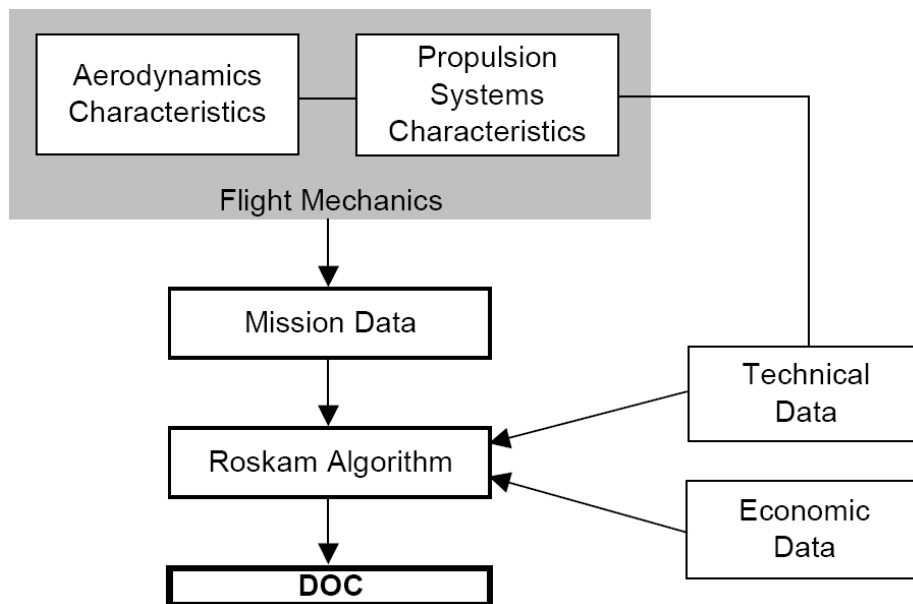 Aerodynamics
Characteristics
Propulsion
Systems
Characteristics
Flight Mechanics
Mission Data
Technical
Data
Roskam Algorithm
Economic
Data
DOC